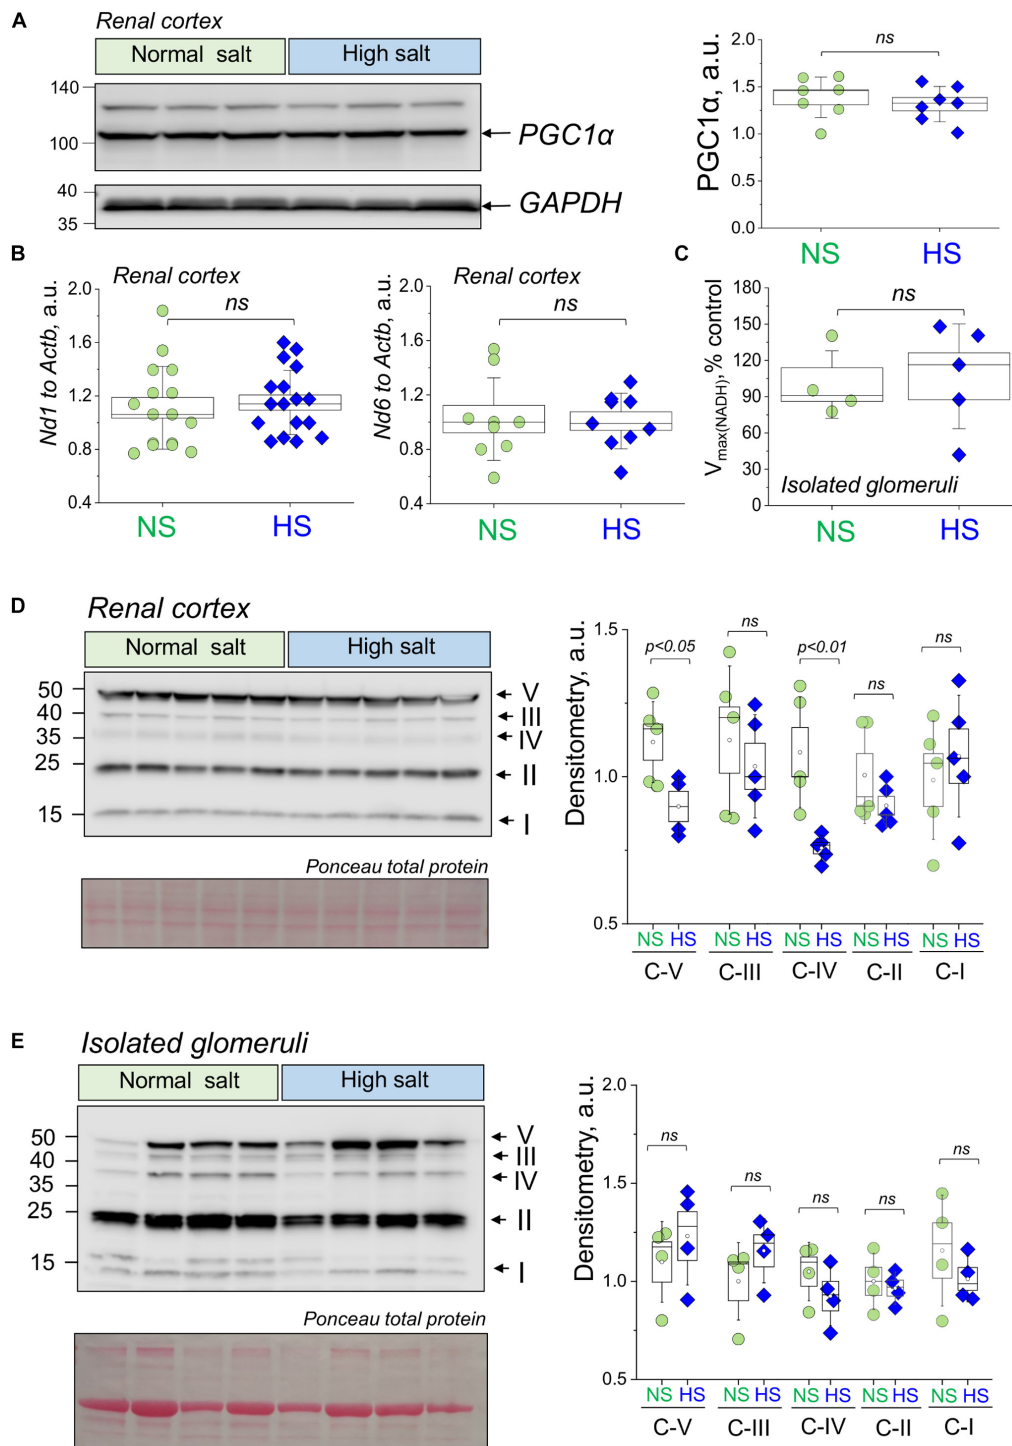 A
Renal cortex
Normal salt
High salt
140
100
PGC1α
40
35
GAPDH
PGC1α, a.u.
2.0
1.5
1.0
0.5
0.0
ns
NS
HS
B
Renal cortex
Nd1 to Actb, a.u.
2.0
1.6
1.2
0.8
0.4
ns
NS
HS
Renal cortex
Nd6 to Actb, a.u.
2.0
1.6
1.2
0.8
0.4
ns
NS
HS
C
Vmax(NADH), % control
180
150
120
90
60
30
0
ns
Isolated glomeruli
NS
HS
D
Renal cortex
Normal salt
High salt
50
40
35
25
15
V
III
IV
II
I
Ponceau total protein
Densitometry, a.u.
1.5
1.0
0.5
p<0.05
ns
p<0.01
ns
ns
NS HS NS HS NS HS NS HS NS HS
C-V C-III C-IV C-II C-I
E
Isolated glomeruli
Normal salt
High salt
50
40
35
25
15
V
III
IV
II
I
Ponceau total protein
Densitometry, a.u.
2.0
1.5
1.0
0.5
ns
ns
ns
ns
ns
NS HS NS HS NS HS NS HS NS HS
C-V C-III C-IV C-II C-I